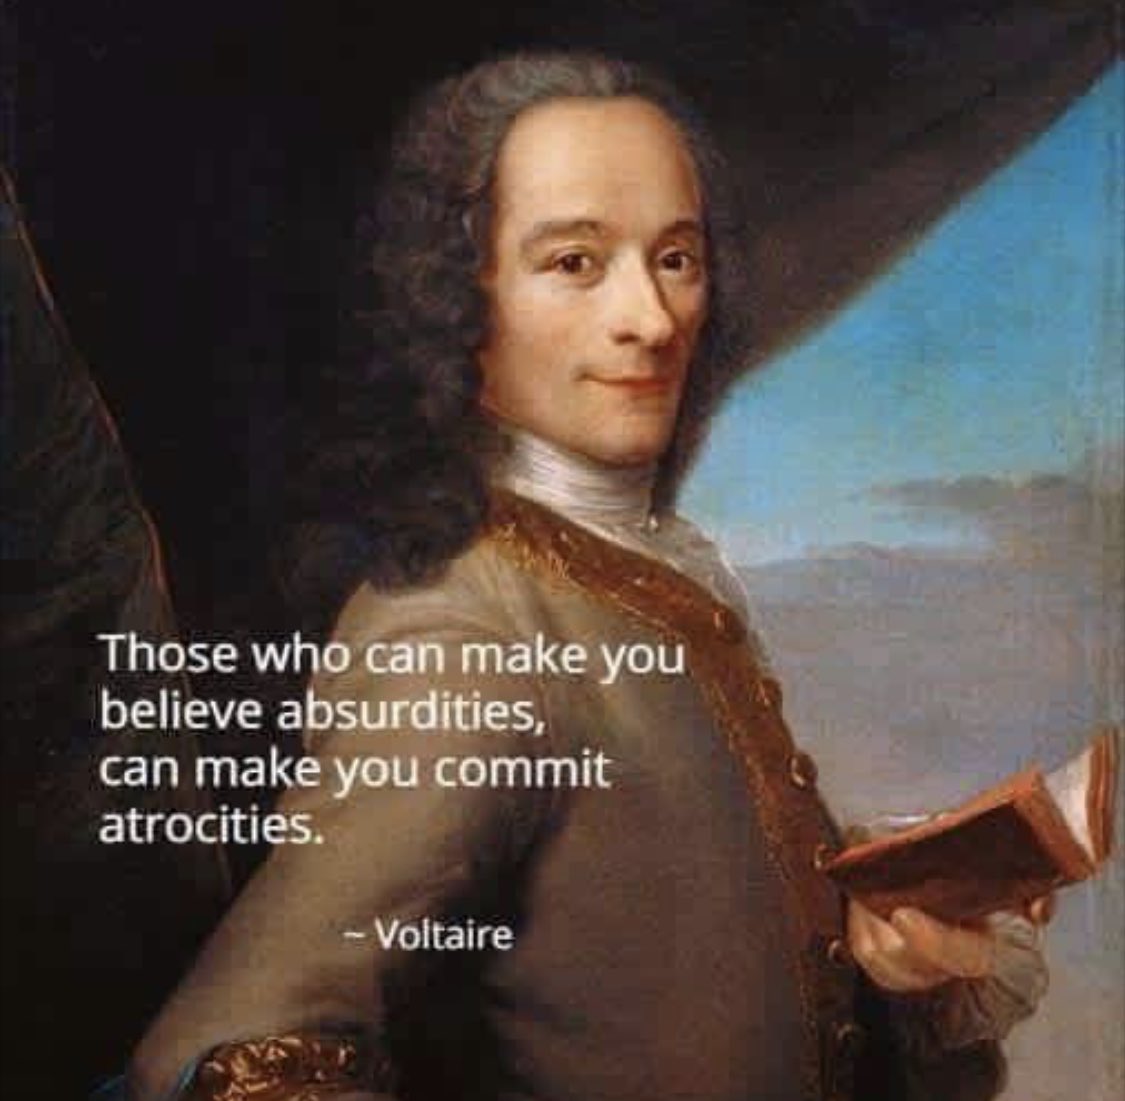 Those who can make you
believe absurdities,
can make you commit
atrocities.
~ Voltaire